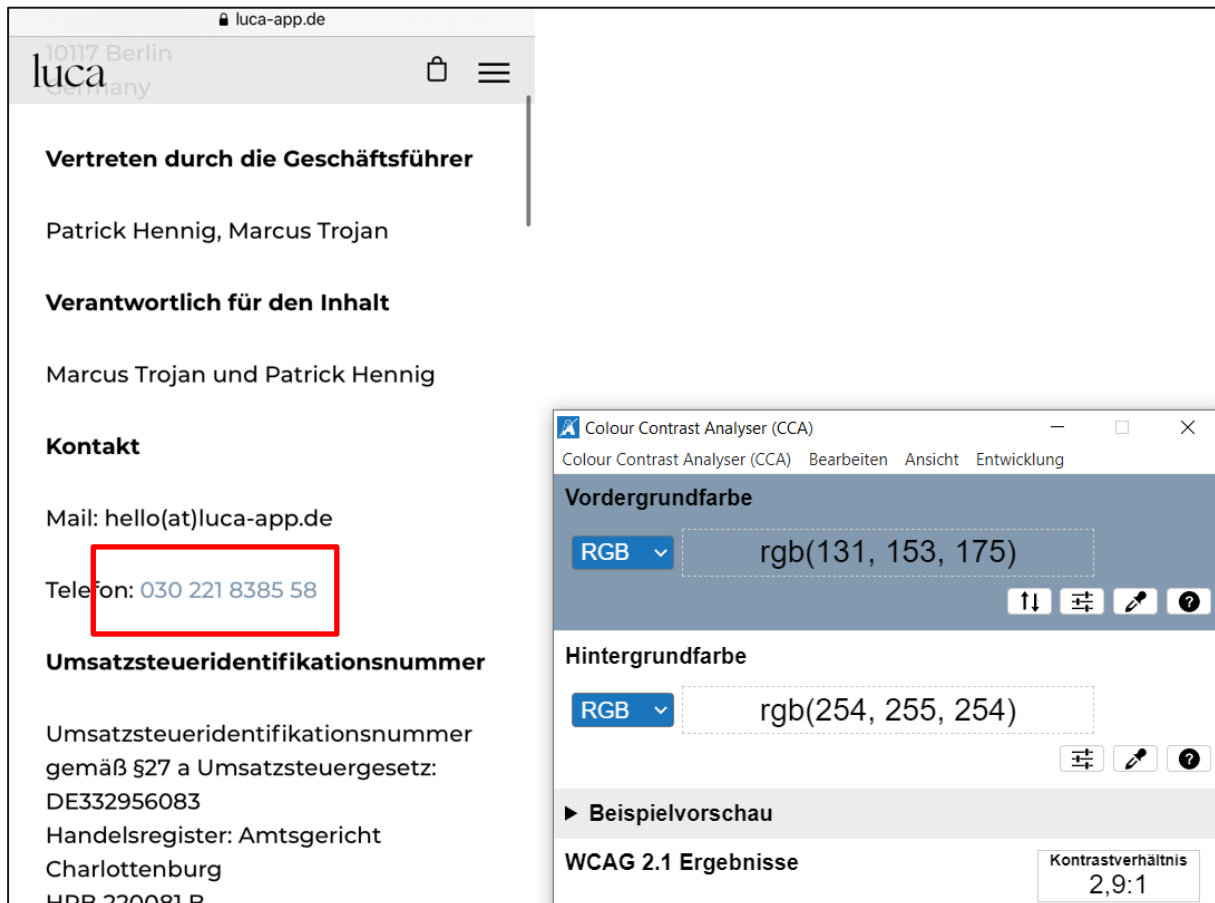 luca-app.de
10117 Berlin
luca
Germany
Vertreten durch die Geschäftsführer
Patrick Hennig, Marcus Trojan
Verantwortlich für den Inhalt
Marcus Trojan und Patrick Hennig
Kontakt
Mail: hello(at)luca-app.de
Telefon: 030 221 8385 58
Umsatzsteueridentifikationsnummer
Umsatzsteueridentifikationsnummer
gemäß §27 a Umsatzsteuergesetz:
DE332956083
Handelsregister: Amtsgericht
Charlottenburg
HRB 220081 B
Colour Contrast Analyser (CCA)
Colour Contrast Analyser (CCA) Bearbeiten Ansicht Entwicklung
Vordergrundfarbe
RGB rgb(131, 153, 175)
Hintergrundfarbe
RGB rgb(254, 255, 254)
Beispielvorschau
WCAG 2.1 Ergebnisse
Kontrastverhältnis
2,9:1